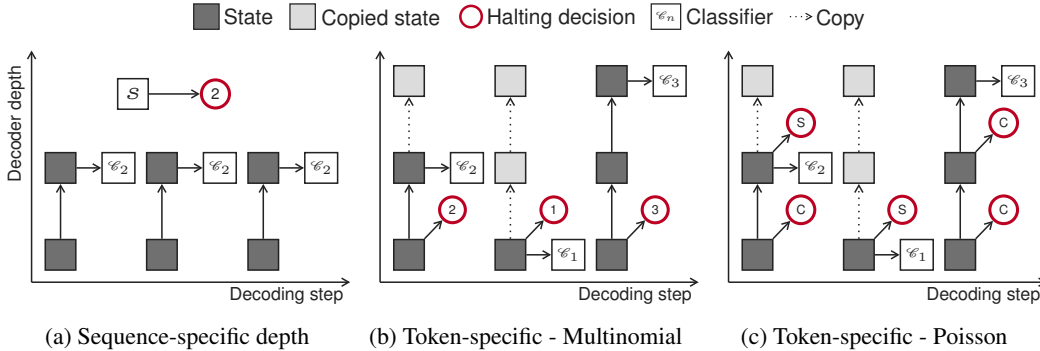 State Copied state Halting decision 𝒞n Classifier Copy
Decoder depth
S 2
𝒞2 𝒞2 𝒞2
Decoding step
𝒞3
𝒞2
2 1 3
𝒞1
Decoding step
𝒞3
S C
𝒞2
C S C
𝒞1
Decoding step
(a) Sequence-specific depth
(b) Token-specific - Multinomial
(c) Token-specific - Poisson